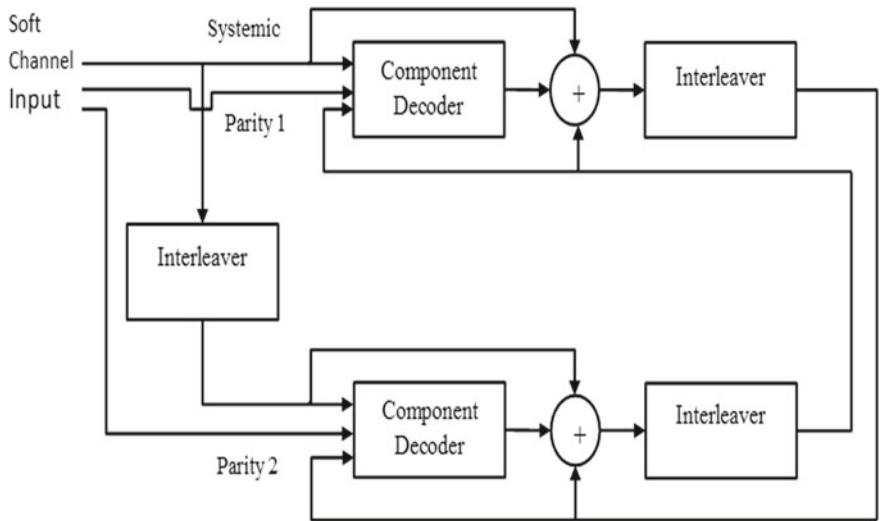 Soft
Channel
Input
Systemic
Parity 1
Component
Decoder
+
Interleaver
Interleaver
Component
Decoder
+
Interleaver
Parity 2